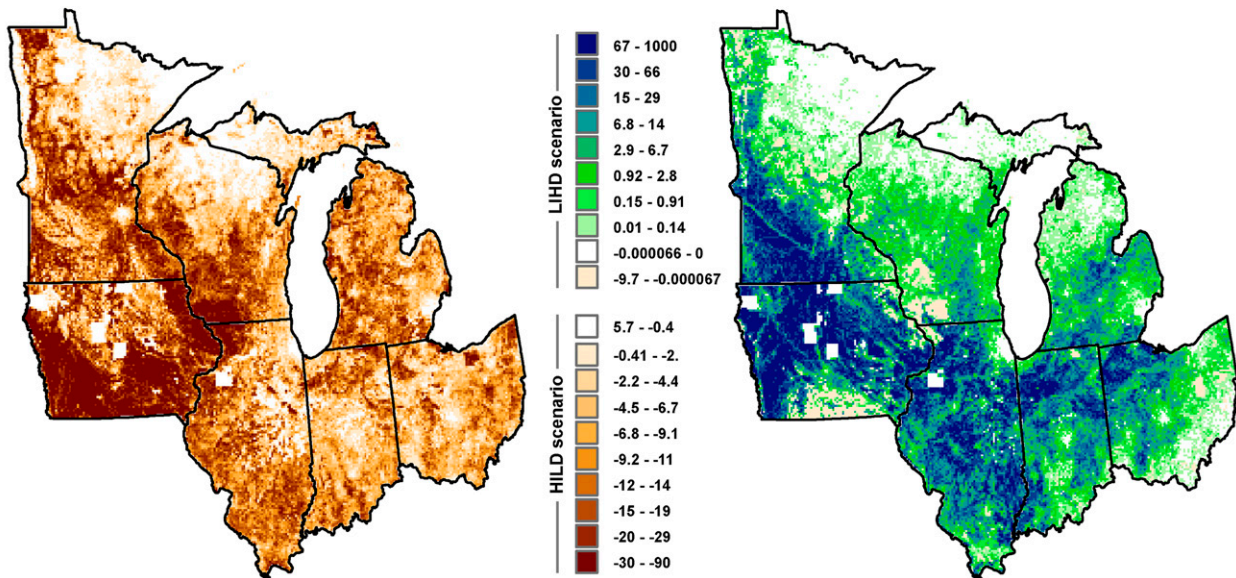 LIHD scenario
67 - 1000
30 - 66
15 - 29
6.8 - 14
2.9 - 6.7
0.92 - 2.8
0.15 - 0.91
0.01 - 0.14
-0.000066 - 0
-9.7 - -0.000067
HILD scenario
5.7 - -0.4
-0.41 - -2.
-2.2 - -4.4
-4.5 - -6.7
-6.8 - -9.1
-9.2 - -11
-12 - -14
-15 - -19
-20 - -29
-30 - -90